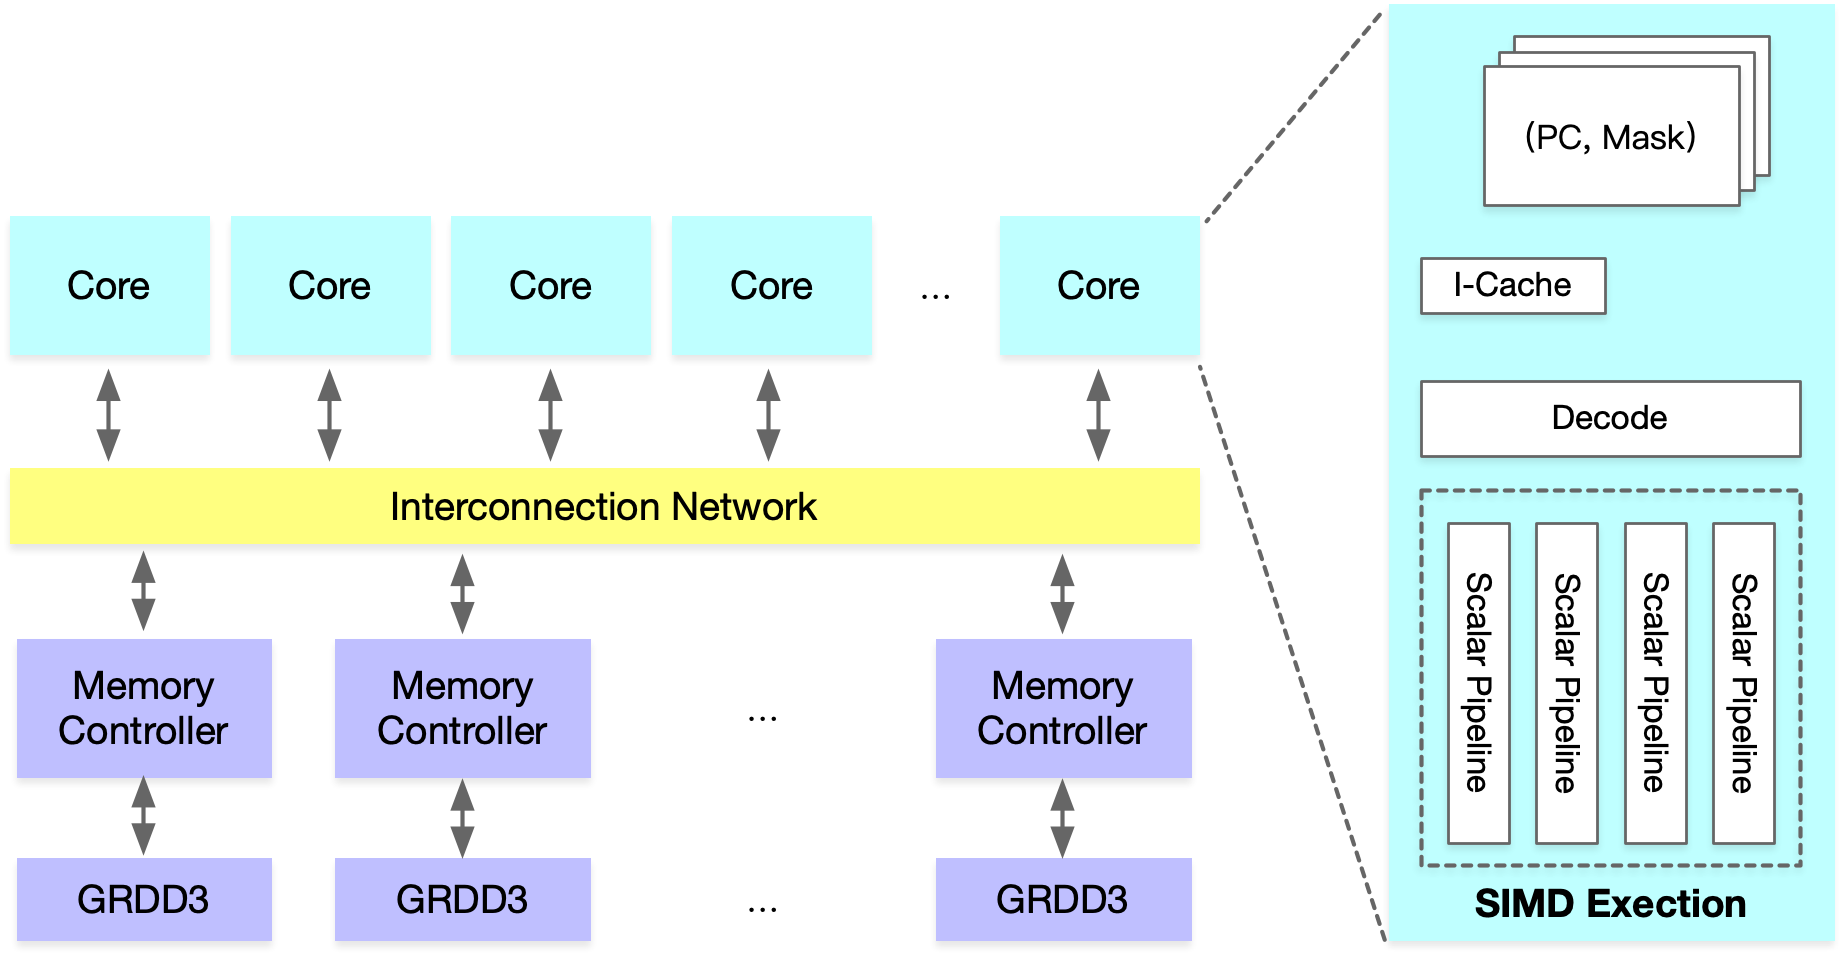 (PC, Mask)
Core
Core
Core
Core
...
Core
I-Cache
Decode
Interconnection Network
Scalar Pipeline
Scalar Pipeline
Scalar Pipeline
Scalar Pipeline
Memory
Controller
Memory
Controller
...
Memory
Controller
GRDD3
GRDD3
...
GRDD3
SIMD Exection